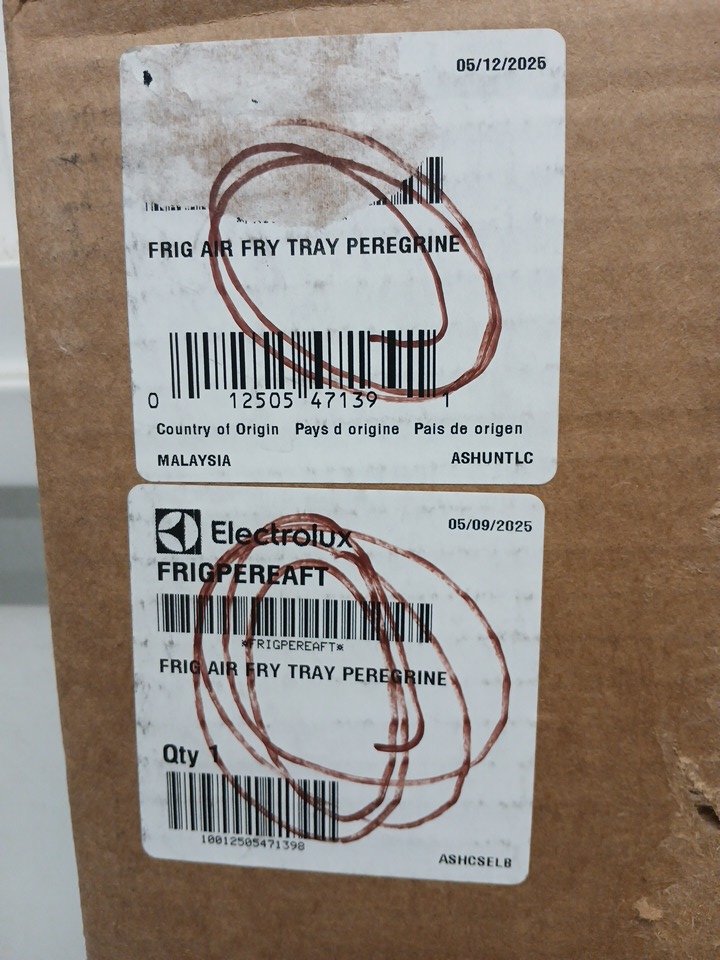 05/12/2025
FRIG AIR FRY TRAY PEREGRINE
0 12505 47139 1
Country of Origin Pays d origine Pais de origen
MALAYSIA ASHUNTLC
Electrolux 05/09/2025
FRIGPEREAFT
*FRIGPEREAFT*
FRIG AIR FRY TRAY PEREGRINE
Qty 1
10012505471398
ASHCSELB